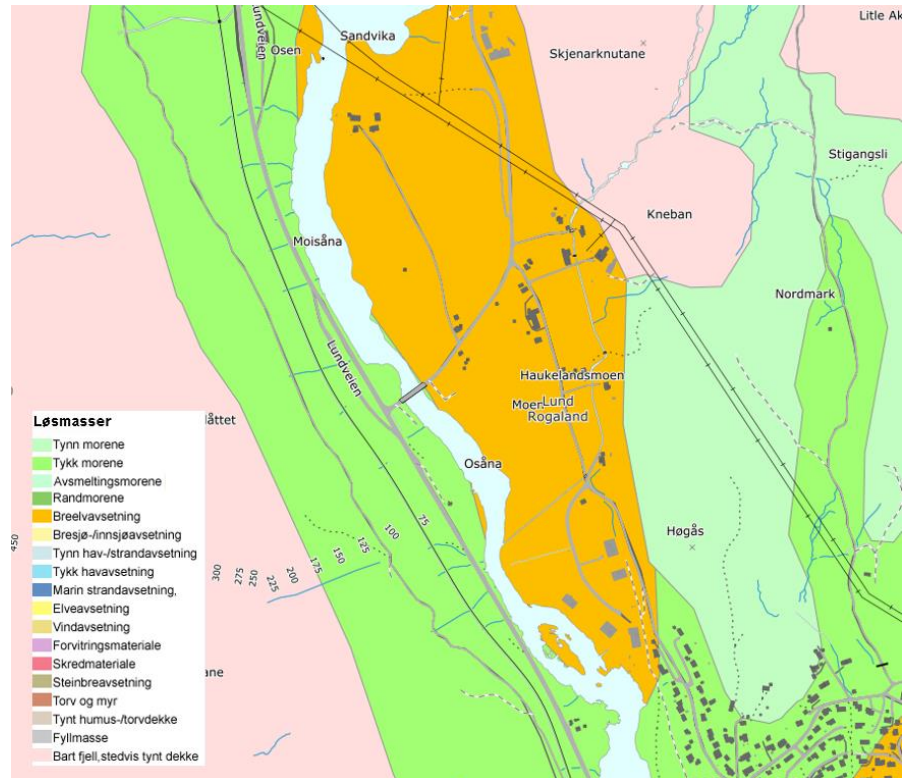 Litle Ak
Lundveien
Osen
Sandvika
Skjenarknutane
Stigangsli
Kneban
Moisåna
Nordmark
Lundveien
Haukelandsmoen
Moen
Lund
Rogaland
Osåna
Høgås
åttet
ane
450
300
275
250
225
200
175
150
125
100
75
Løsmasser
Tynn morene
Tykk morene
Avsmeltingsmorene
Randmorene
Breelvavsetning
Bresjø-/innsjøavsetning
Tynn hav-/strandavsetning
Tykk havavsetning
Marin strandavsetning,
Elveavsetning
Vindavsetning
Forvitringsmateriale
Skredmateriale
Steinbreavsetning
Torv og myr
Tynt humus-/torvdekke
Fyllmasse
Bart fjell,stedvis tynt dekke